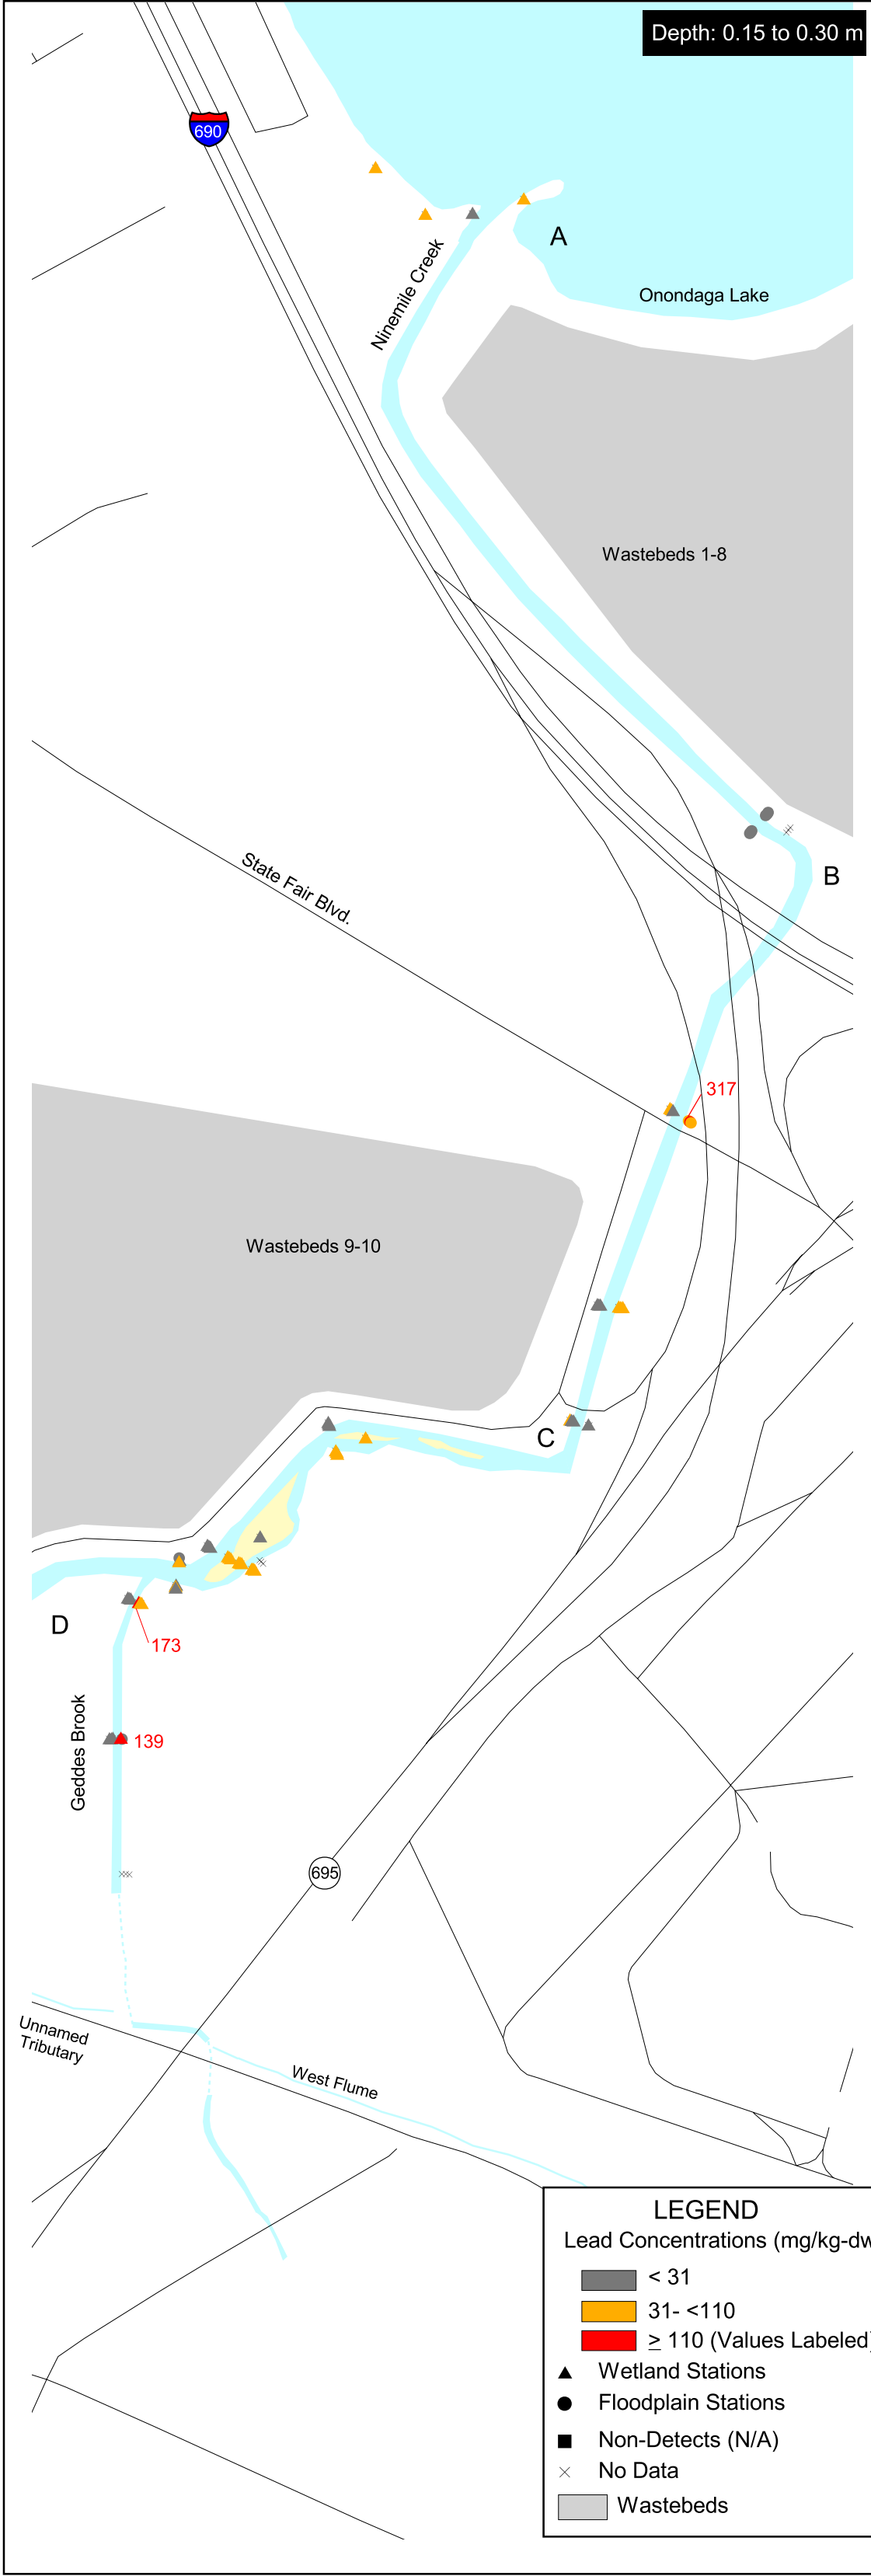 Depth: 0.15 to 0.30 m
690
A
Ninemile Creek
Onondaga Lake
Wastebeds 1-8
B
State Fair Blvd.
317
Wastebeds 9-10
C
D
173
Geddes Brook
139
695
Unnamed
Tributary
West Flume
LEGEND
Lead Concentrations (mg/kg-dw
< 31
31- <110
≥ 110 (Values Labeled)
Wetland Stations
Floodplain Stations
Non-Detects (N/A)
No Data
Wastebeds